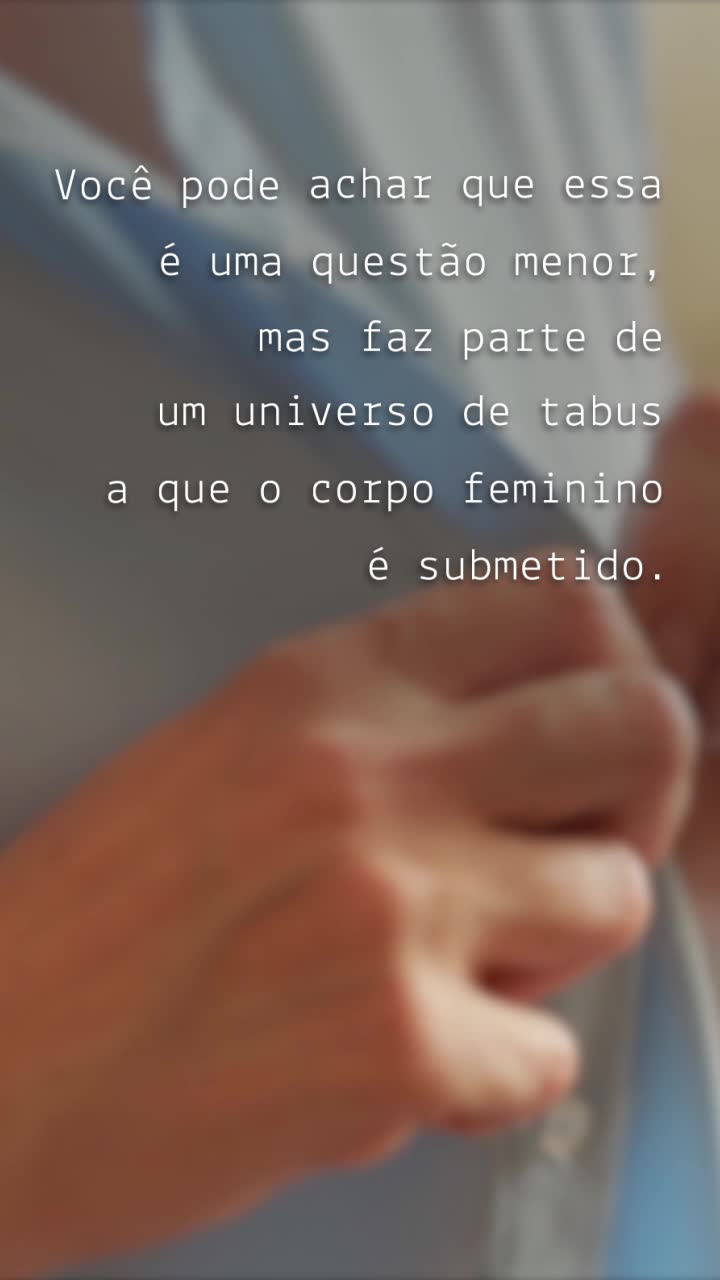 Você pode achar que essa
é uma questão menor,
mas faz parte de
um universo de tabus
a que o corpo feminino
é submetido.